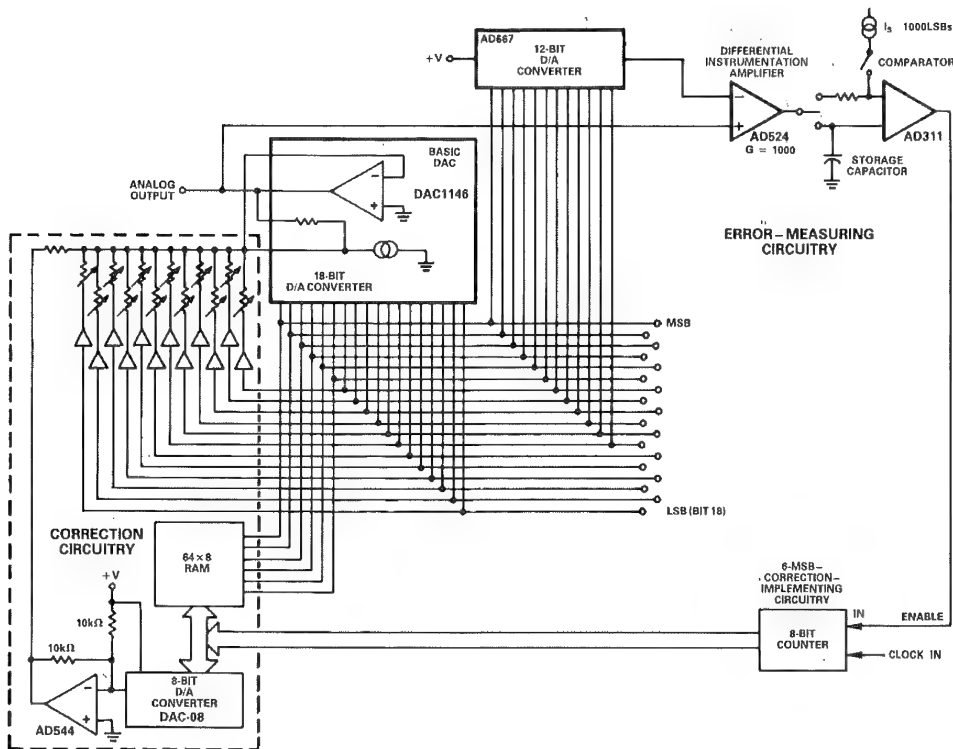 AD667
+V
12-BIT
D/A
CONVERTER
DIFFERENTIAL
INSTRUMENTATION
AMPLIFIER
Is 1000LSBs
COMPARATOR
−
+
AD524
G = 1000
AD311
STORAGE
CAPACITOR
ERROR–MEASURING
CIRCUITRY
BASIC
DAC
DAC1146
−
+
ANALOG
OUTPUT
18-BIT
D/A CONVERTER
MSB
LSB (BIT 18)
CORRECTION
CIRCUITRY
64 × 8
RAM
+V
10kΩ
10kΩ
−
+
AD544
8-BIT
D/A
CONVERTER
DAC-08
6-MSB–
CORRECTION–
IMPLEMENTING
CIRCUITRY
8-BIT
COUNTER
IN
ENABLE
CLOCK IN